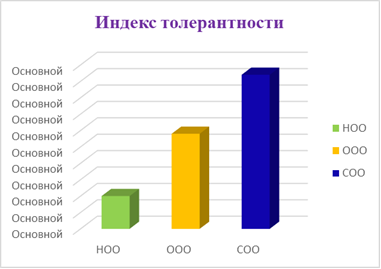 Индекс толерантности
Основной
Основной
Основной
Основной
Основной
Основной
Основной
Основной
Основной
Основной
Основной
НОО
ООО
СОО
НОО ООО СОО